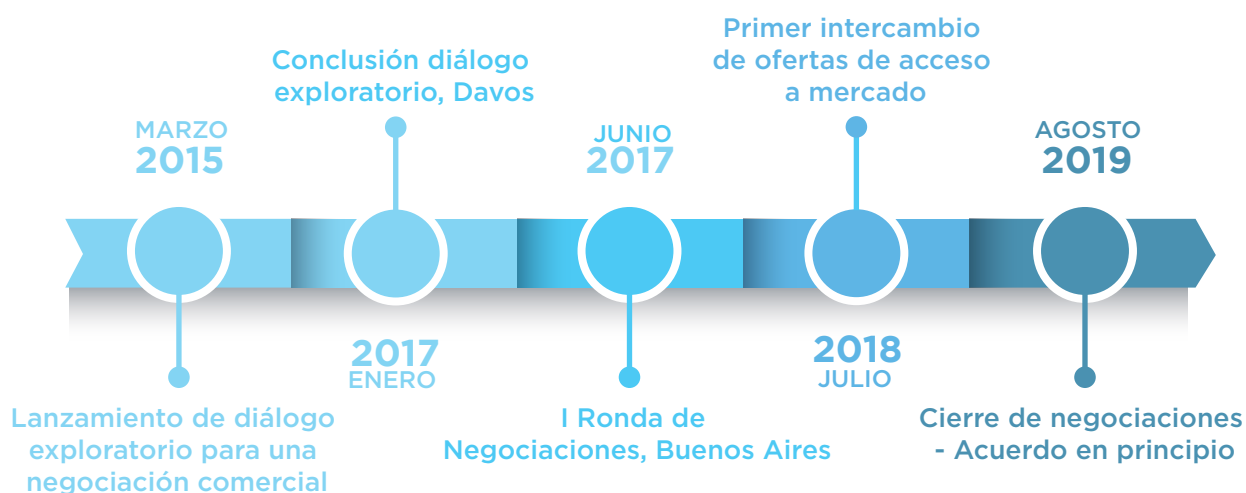 MARZO
2015
Lanzamiento de diálogo
exploratorio para una
negociación comercial
Conclusión diálogo
exploratorio, Davos
2017
ENERO
JUNIO
2017
I Ronda de
Negociaciones, Buenos Aires
Primer intercambio
de ofertas de acceso
a mercado
2018
JULIO
AGOSTO
2019
Cierre de negociaciones
- Acuerdo en principio